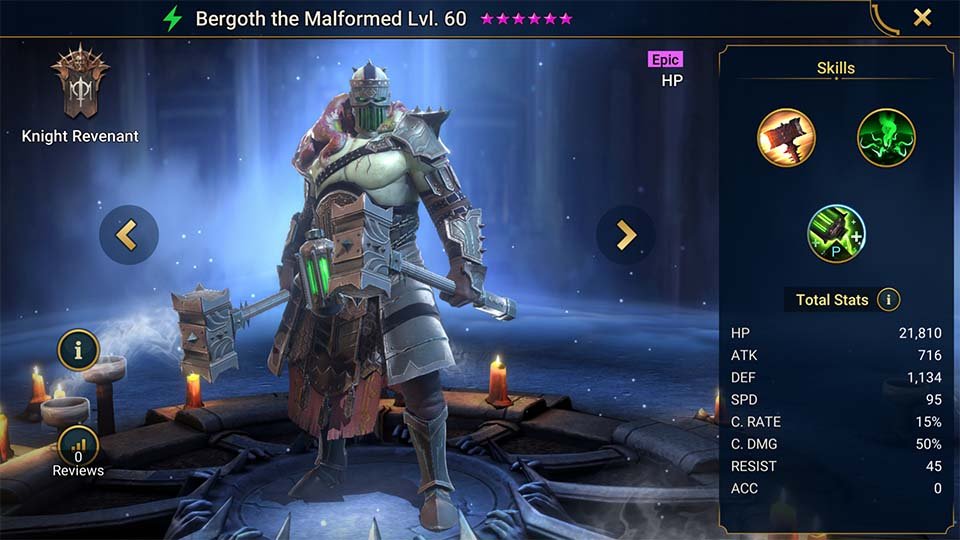 Bergoth the Malformed Lvl. 60
Knight Revenant
Epic
HP
Skills
P
Total Stats
HP 21,810
ATK 716
DEF 1,134
SPD 95
C. RATE 15%
C. DMG 50%
RESIST 45
ACC 0
0
Reviews